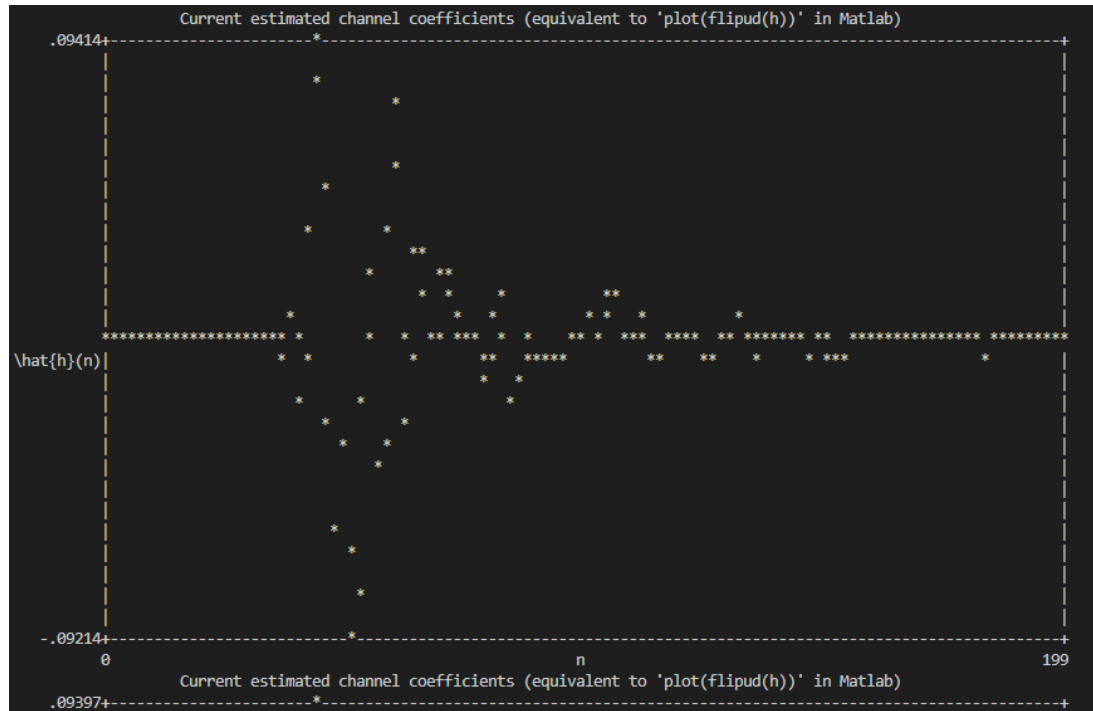 Current estimated channel coefficients (equivalent to 'plot(flipud(h))' in Matlab)
.09414
\hat{h}(n)
-.09214
0 n 199
Current estimated channel coefficients (equivalent to 'plot(flipud(h))' in Matlab)
.09397